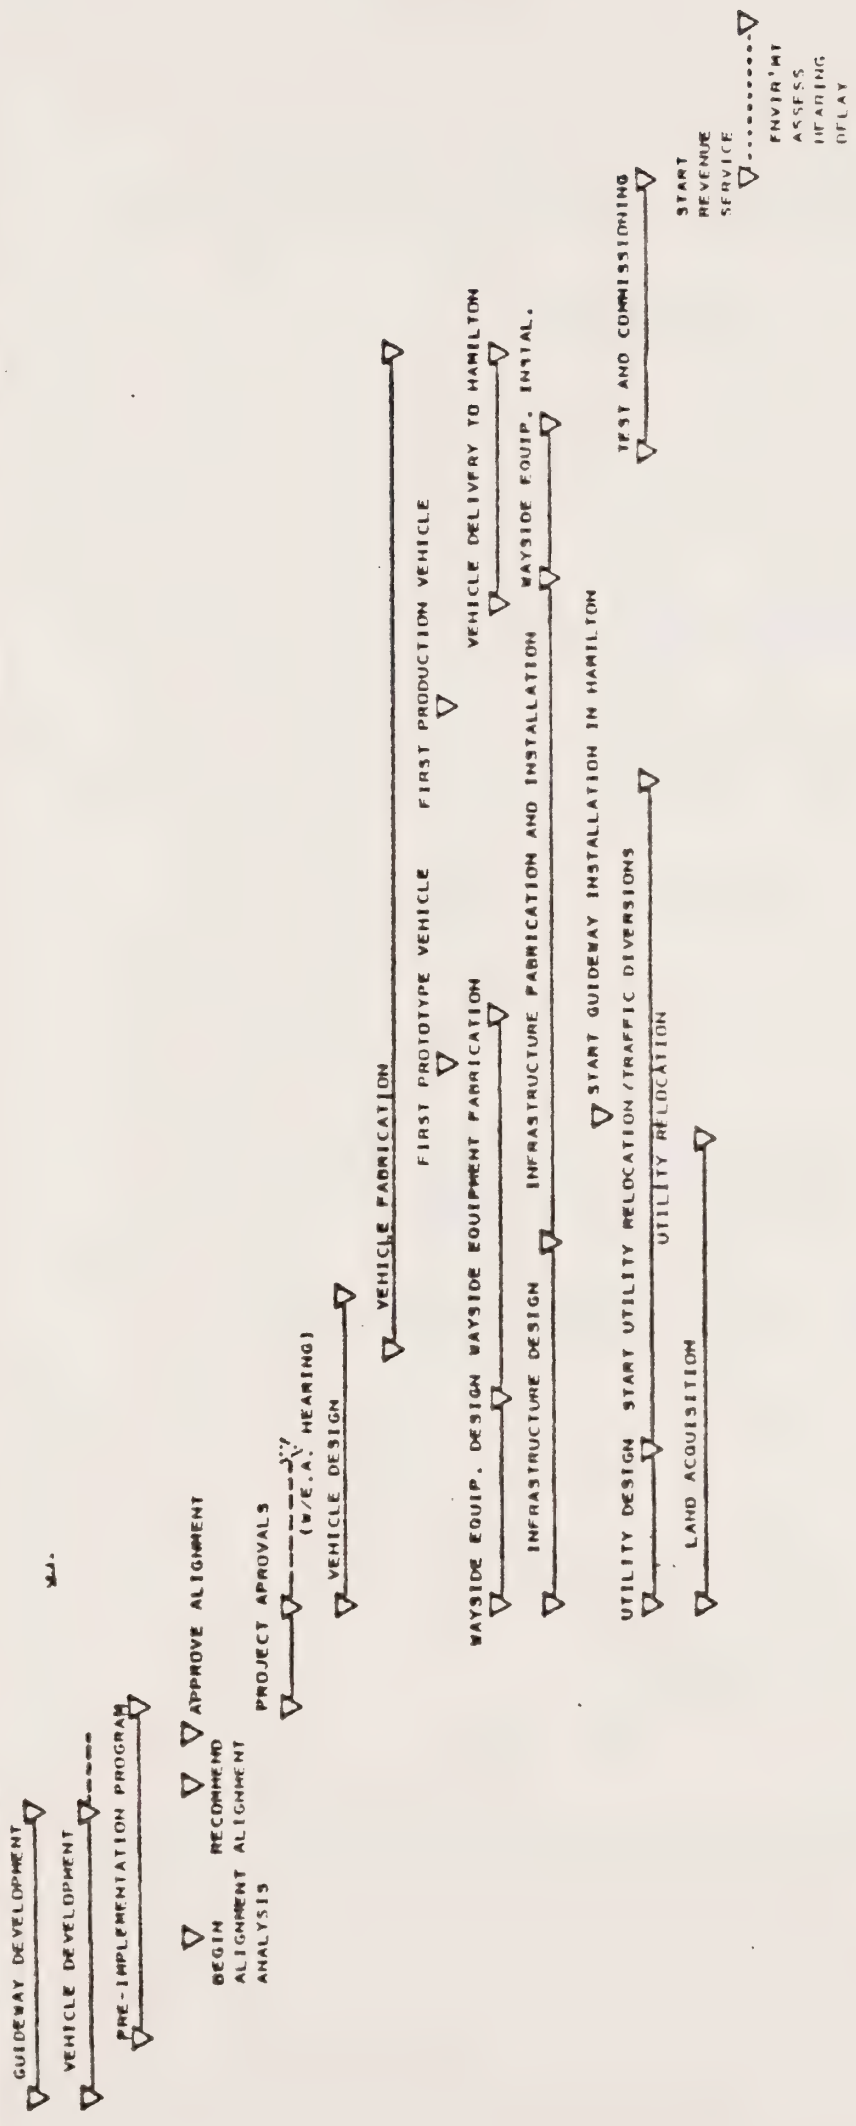 GUIDEWAY DEVELOPMENT
VEHICLE DEVELOPMENT
PRE-IMPLEMENTATION PROGRAM
BEGIN
ALIGNMENT
ANALYSIS
RECOMMEND
ALIGNMENT
APPROVE ALIGNMENT
PROJECT APROVALS
(W/E.A. HEARING)
VEHICLE DESIGN
VEHICLE FABRICATION
FIRST PROTOTYPE VEHICLE
FIRST PRODUCTION VEHICLE
WAYSIDE EQUIP. DESIGN
WAYSIDE EQUIPMENT FABRICATION
VEHICLE DELIVERY TO HAMILTON
INFRASTRUCTURE DESIGN
INFRASTRUCTURE FABRICATION AND INSTALLATION
WAYSIDE EQUIP. INSTAL.
START GUIDEWAY INSTALLATION IN HAMILTON
UTILITY DESIGN
START UTILITY RELOCATION/TRAFFIC DIVERSIONS
UTILITY RELOCATION
TEST AND COMMISSIONING
LAND ACQUISITION
START
REVENUE
SERVICE
ENVIR'MT
ASSESS
HEARING
DELAY